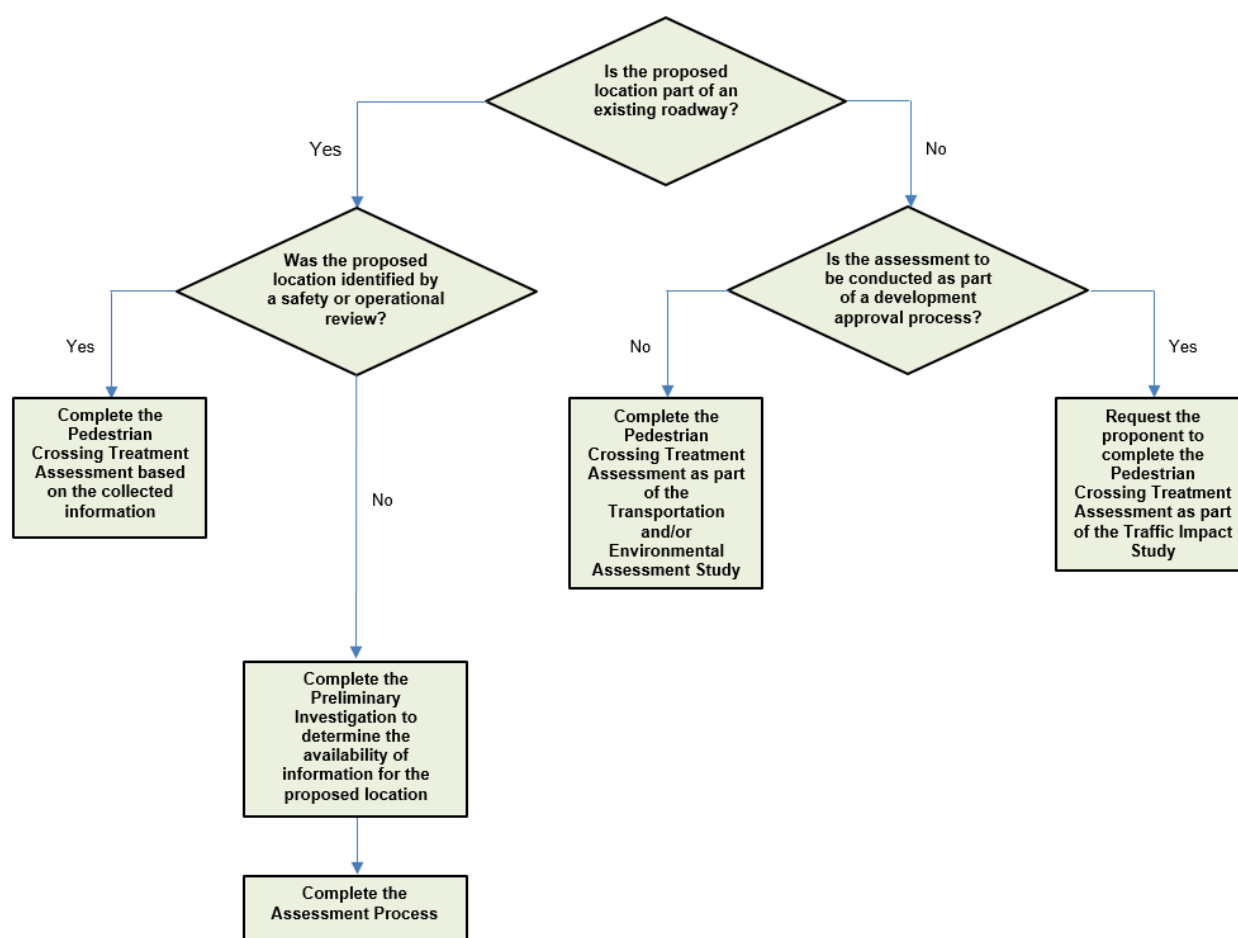 Is the proposed
location part of an
existing roadway?
Yes
No
Was the proposed
location identified by
a safety or operational
review?
Is the assessment to
be conducted as part
of a development
approval process?
Yes
No
No
Yes
Complete the
Pedestrian
Crossing Treatment
Assessment based
on the collected
information
Complete the
Pedestrian
Crossing Treatment
Assessment as part
of the
Transportation
and/or
Environmental
Assessment Study
Request the
proponent to
complete the
Pedestrian
Crossing Treatment
Assessment as part
of the Traffic Impact
Study
Complete the
Preliminary
Investigation to
determine the
availability of
information for the
proposed location
Complete the
Assessment Process